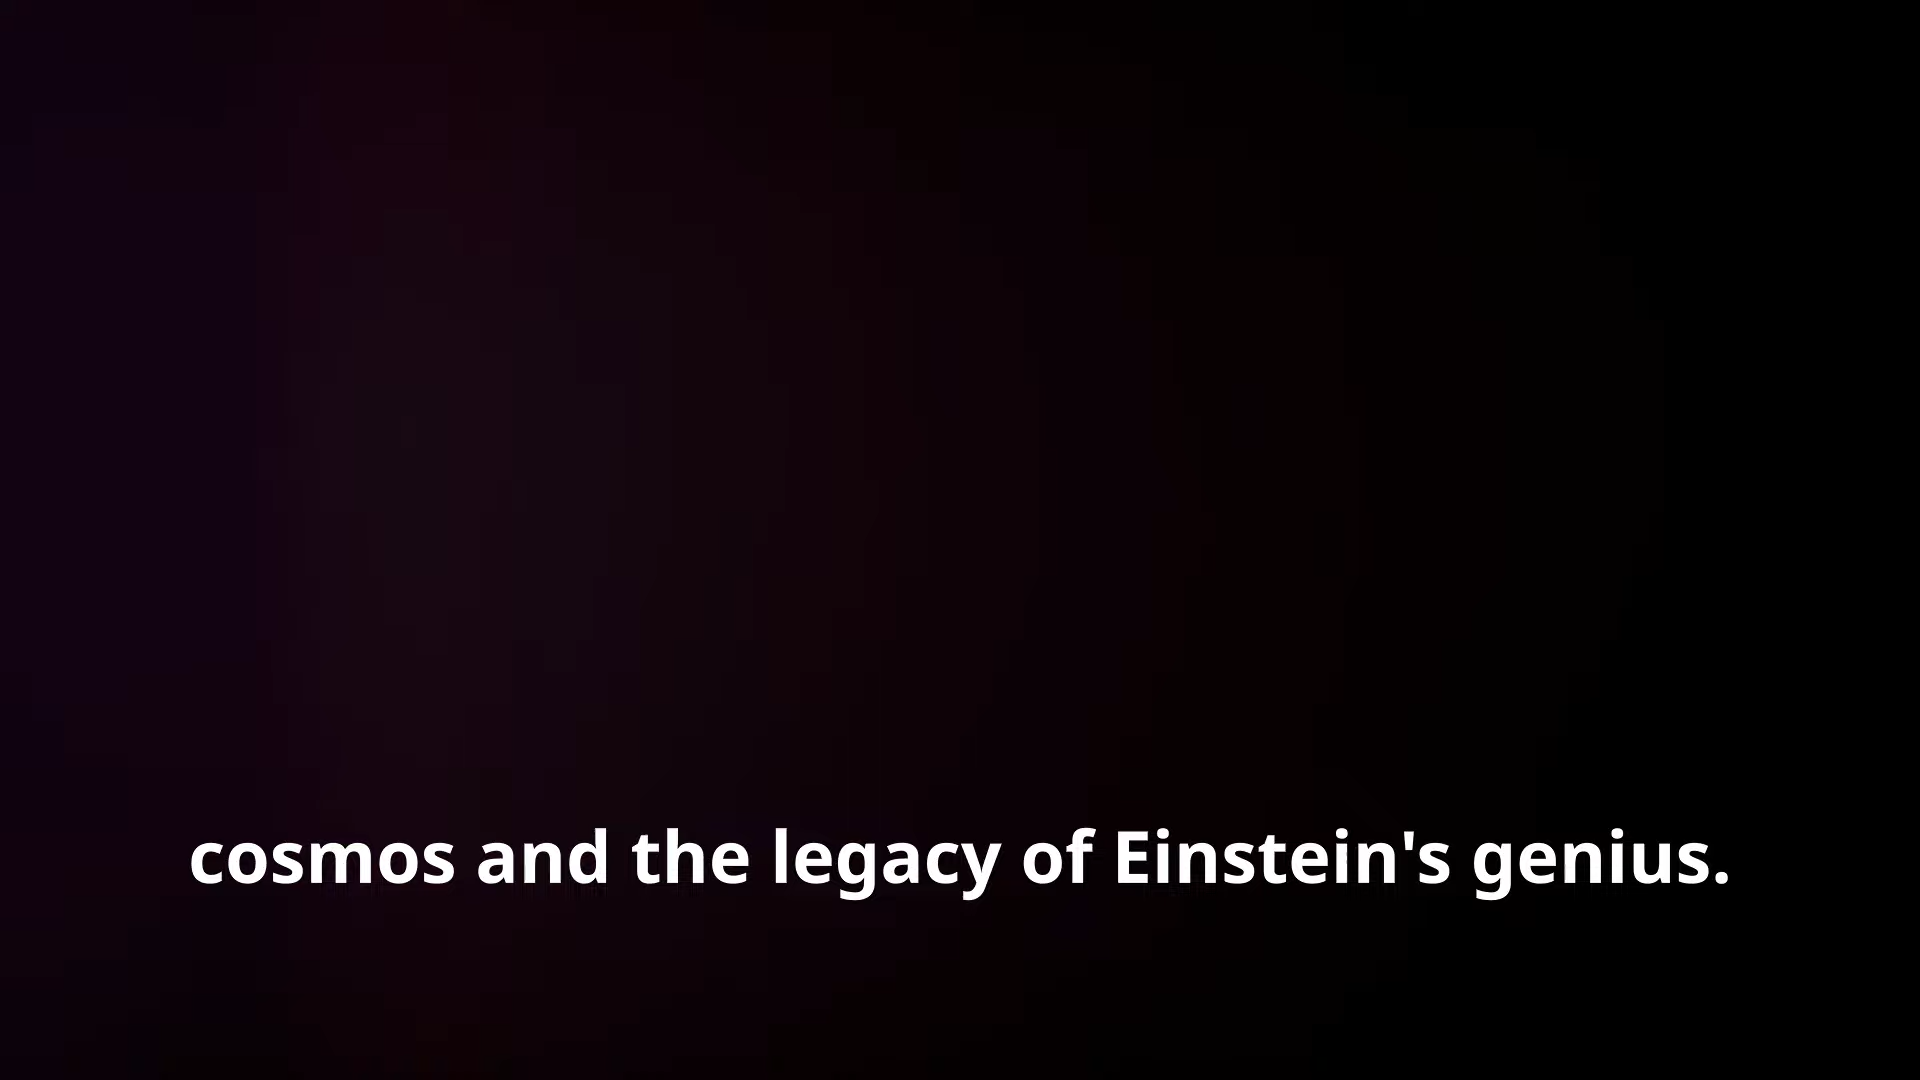 cosmos and the legacy of Einstein's genius.